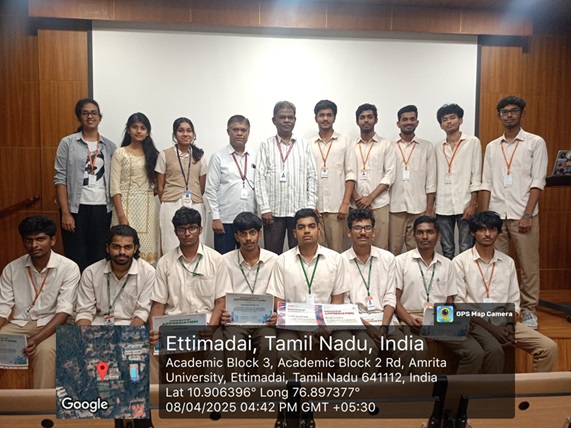 GPS Map Camera
Ettimadai, Tamil Nadu, India
Academic Block 3, Academic Block 2 Rd, Amrita
University, Ettimadai, Tamil Nadu 641112, India
Lat 10.906396° Long 76.897377°
08/04/2025 04:42 PM GMT +05:30
Google